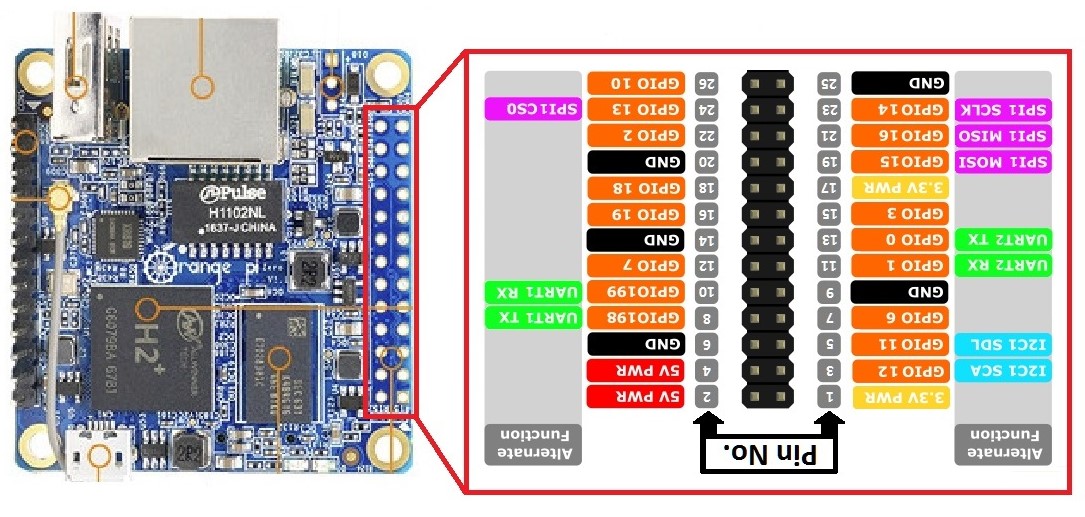 Pulse
H1102NL
1637-JCHINA
range pi
H2+
G6079BA 6781
2R2
2R2
GPIO 10 26 25 GND
SPI1CS0 GPIO 13 24 23 GPIO 14 SPI1 SCLK
GPIO 2 22 21 GPIO 16 SPI1 MISO
GND 20 19 GPIO15 SPI1 MOSI
GPIO 18 18 17 3.3V PWR
GPIO 19 16 15 GPIO 3
GND 14 13 GPIO 0 UART2 TX
GPIO 7 12 11 GPIO 1 UART2 RX
UART1 RX GPIO199 10 9 GND
UART1 TX GPIO198 8 7 GPIO 6
GND 6 5 GPIO 11 I2C1 SDL
5V PWR 4 3 GPIO 12 I2C1 SCA
5V PWR 2 1 3.3V PWR
Alternate
Function
Pin No.
Alternate
Function